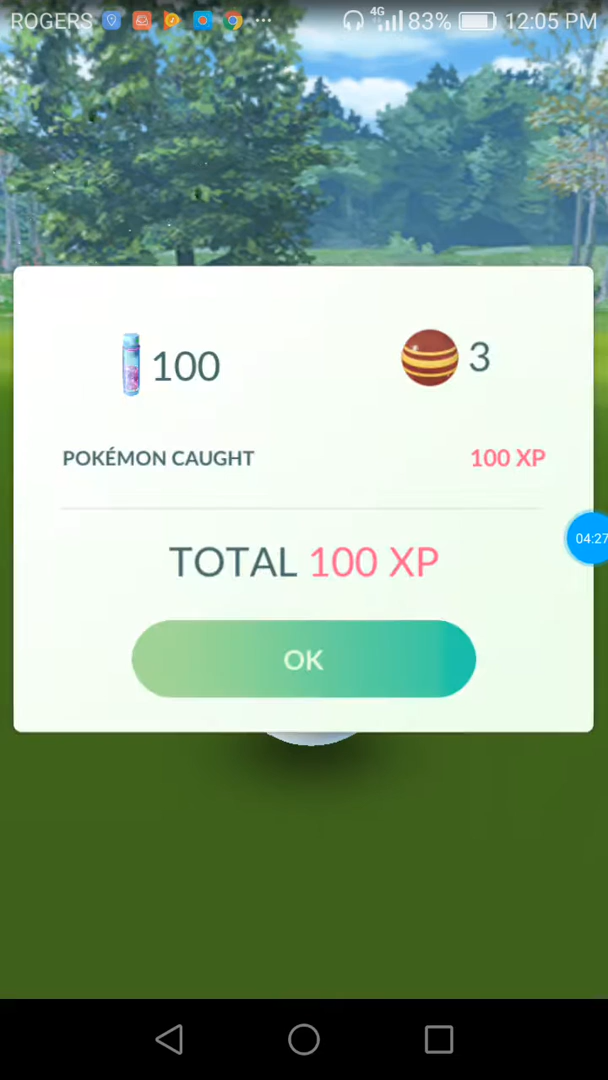 ROGERS ... 4G 83% 12:05 PM
100 3
POKÉMON CAUGHT 100 XP
04:27
TOTAL 100 XP
OK